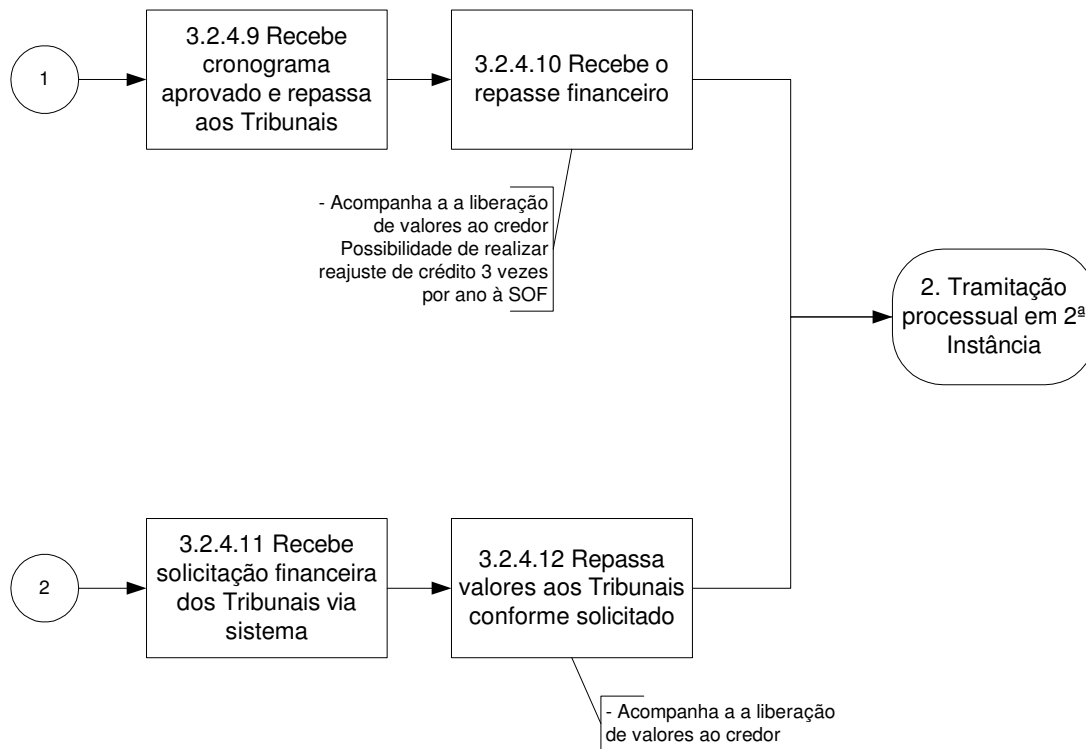 1
3.2.4.9 Recebe
cronograma
aprovado e repassa
aos Tribunais
3.2.4.10 Recebe o
repasse financeiro
- Acompanha a a liberação
de valores ao credor
Possibilidade de realizar
reajuste de crédito 3 vezes
por ano à SOF
2. Tramitação
processual em 2ª
Instância
2
3.2.4.11 Recebe
solicitação financeira
dos Tribunais via
sistema
3.2.4.12 Repassa
valores aos Tribunais
conforme solicitado
- Acompanha a a liberação
de valores ao credor